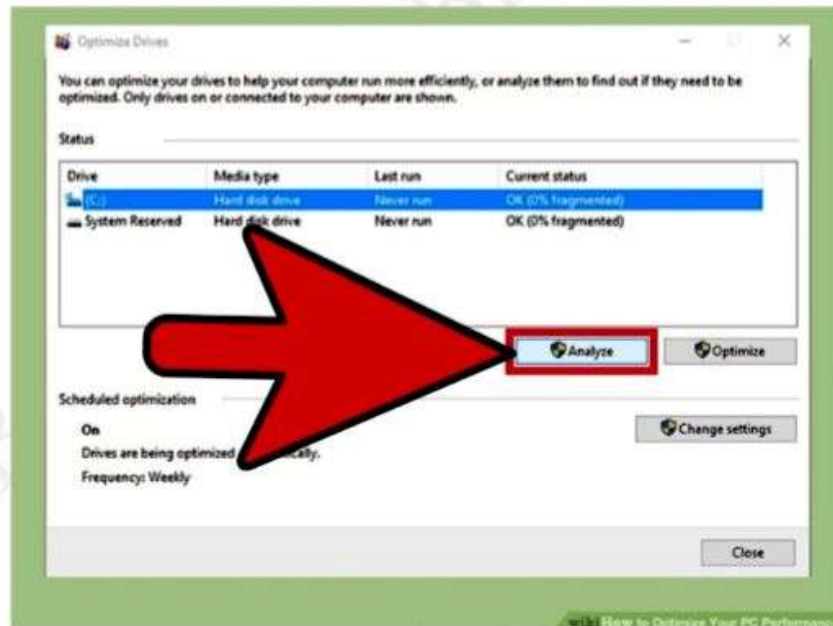 Optimize Drives
You can optimize your drives to help your computer run more efficiently, or analyze them to find out if they need to be
optimized. Only drives on or connected to your computer are shown.
Status
Drive Media type Last run Current status
(C:) Hard disk drive Never run OK (0% fragmented)
System Reserved Hard disk drive Never run OK (0% fragmented)
Analyze Optimize
Scheduled optimization
On Change settings
Drives are being optimized
Frequency: Weekly
Close
wikiHow to Optimize Your PC Performance